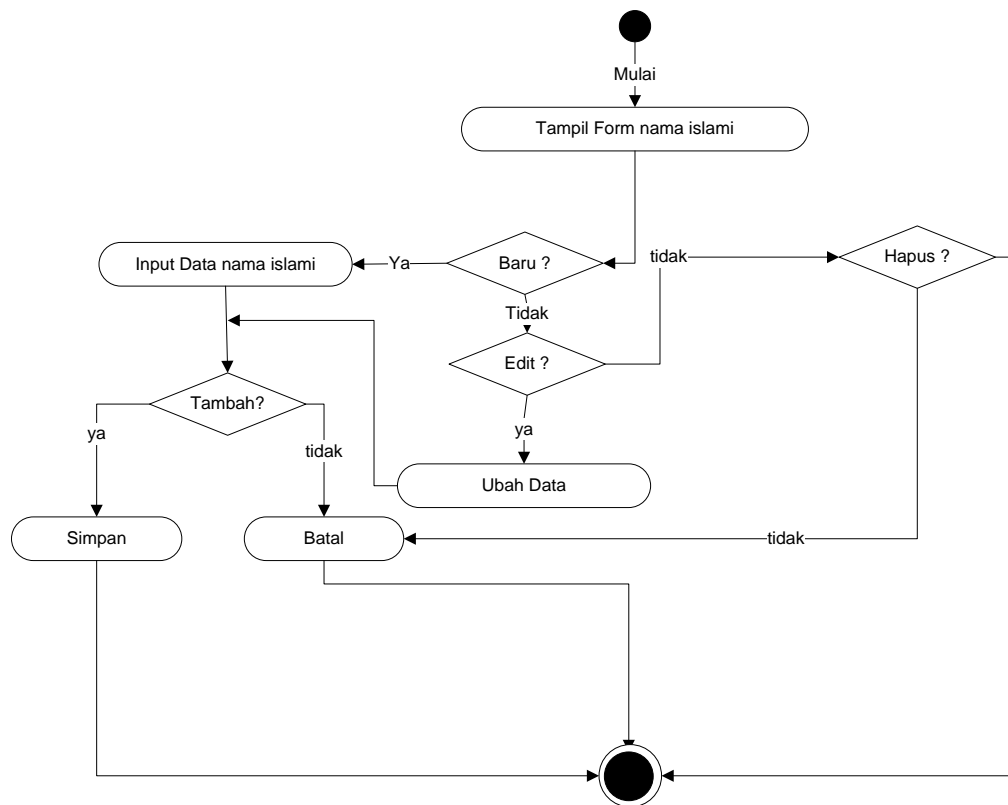 Mulai
Tampil Form nama islami
Input Data nama islami
Ya
Baru ?
tidak
Hapus ?
Tidak
Edit ?
Tambah?
ya
tidak
ya
Ubah Data
Simpan
Batal
tidak